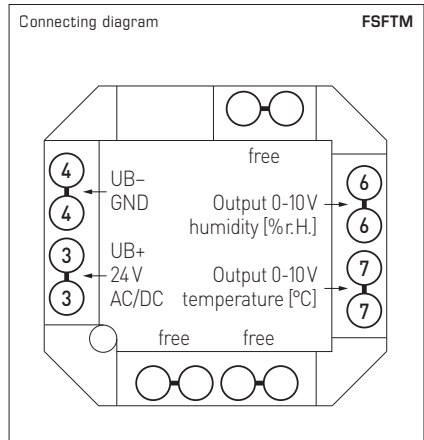 Connecting diagram FSFTM
free
4
4
UB–
GND
3
3
UB+
24 V
AC/DC
Output 0-10 V
humidity [% r.H.]
6
6
Output 0-10 V
temperature [°C]
7
7
free free